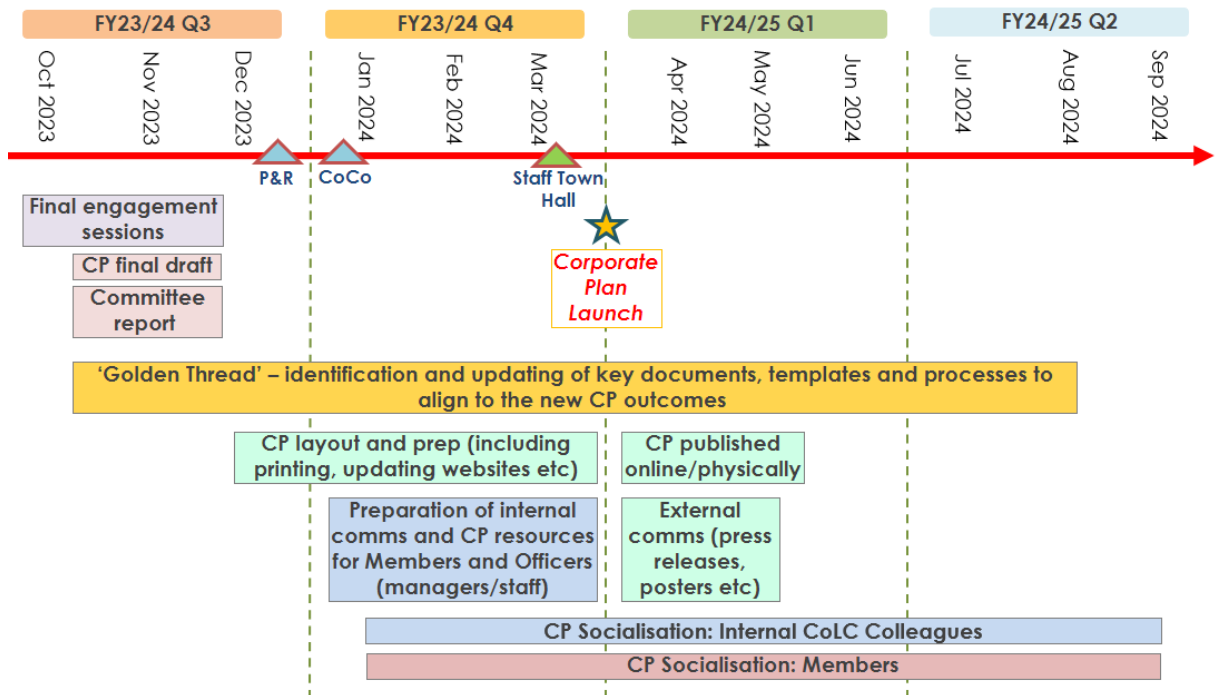 FY23/24 Q3
FY23/24 Q4
FY24/25 Q1
FY24/25 Q2
Oct 2023
Nov 2023
Dec 2023
Jan 2024
Feb 2024
Mar 2024
Apr 2024
May 2024
Jun 2024
Jul 2024
Aug 2024
Sep 2024
P&R
CoCo
Staff Town
Hall
Final engagement
sessions
CP final draft
Committee
report
Corporate
Plan
Launch
‘Golden Thread’ – identification and updating of key documents, templates and processes to
align to the new CP outcomes
CP layout and prep (including
printing, updating websites etc)
CP published
online/physically
Preparation of internal
comms and CP resources
for Members and Officers
(managers/staff)
External
comms (press
releases,
posters etc)
CP Socialisation: Internal CoLC Colleagues
CP Socialisation: Members